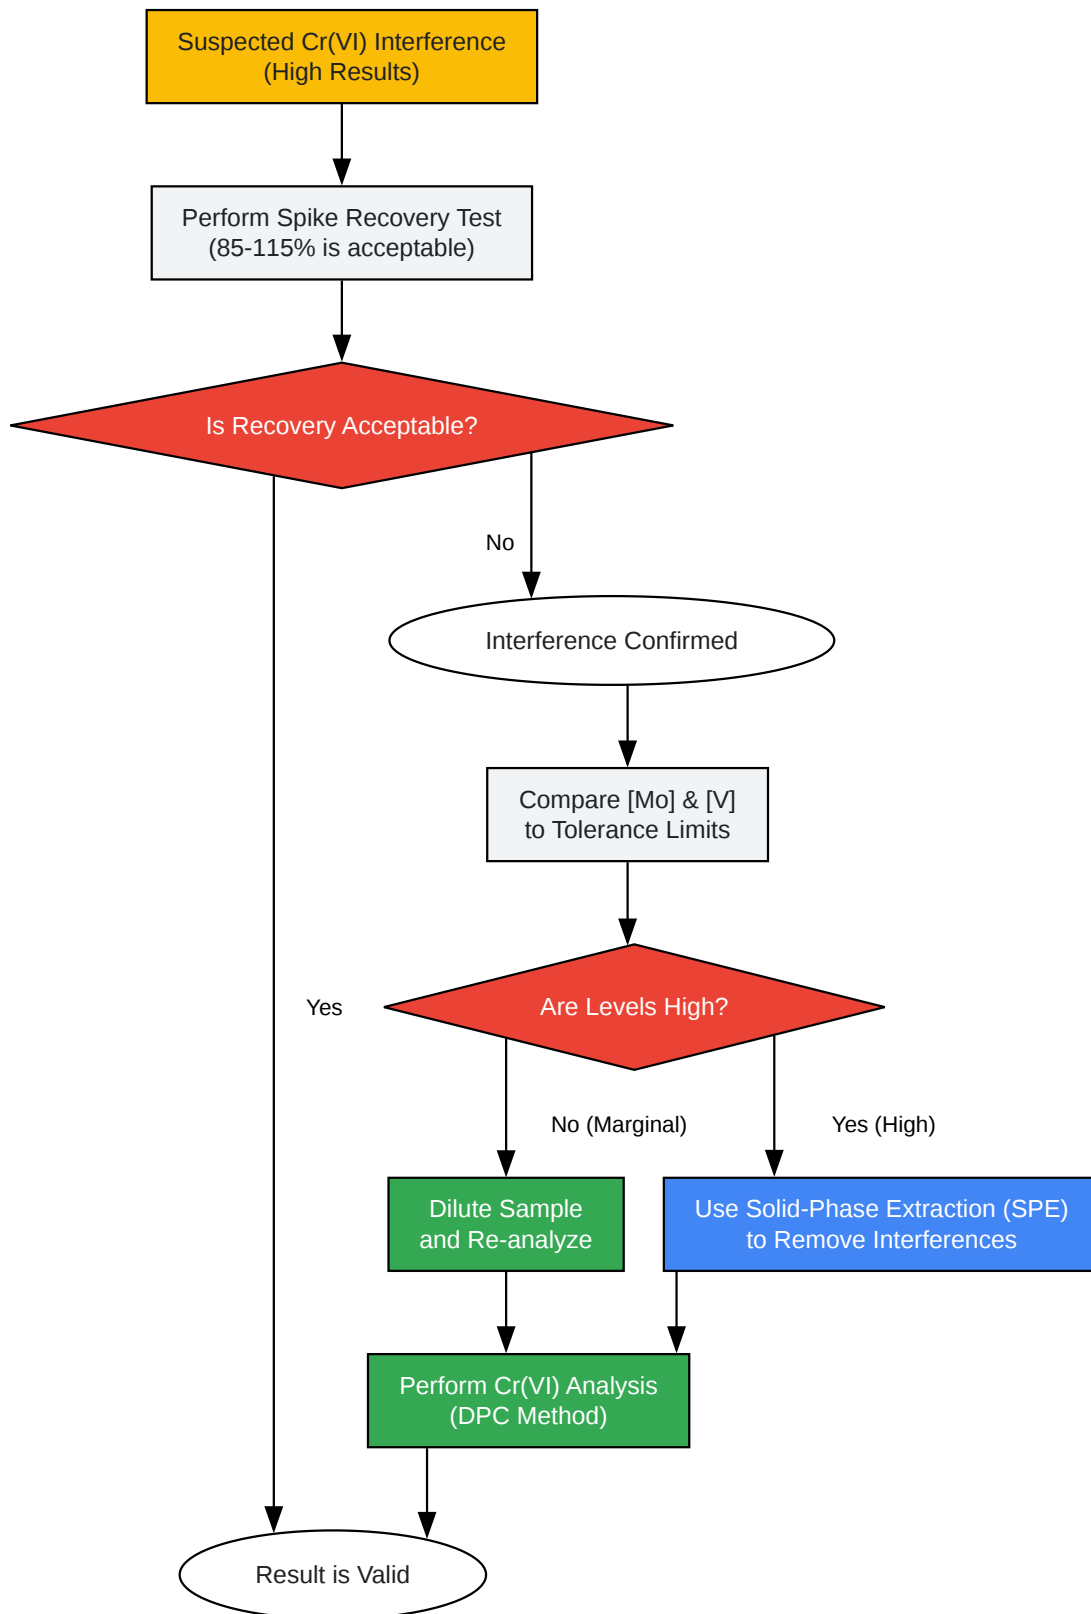 Suspected Cr(VI) Interference
(High Results)
Perform Spike Recovery Test
(85-115% is acceptable)
Is Recovery Acceptable?
No
Interference Confirmed
Compare [Mo] & [V]
to Tolerance Limits
Yes
Are Levels High?
No (Marginal)
Yes (High)
Dilute Sample
and Re-analyze
Use Solid-Phase Extraction (SPE)
to Remove Interferences
Perform Cr(VI) Analysis
(DPC Method)
Result is Valid